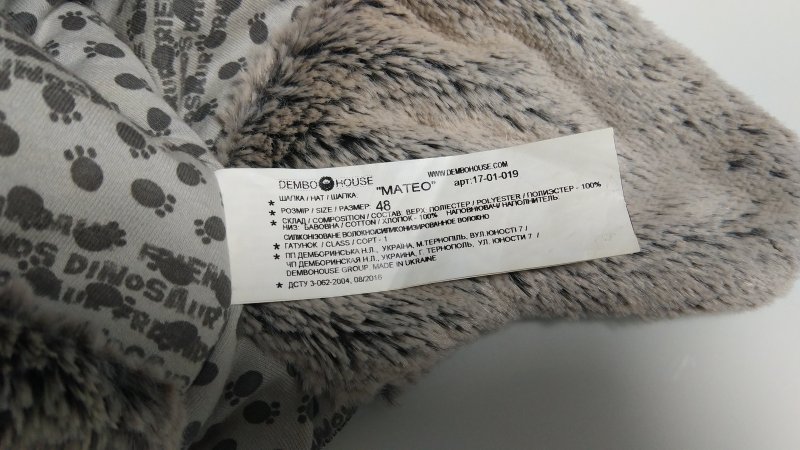 DEMBO HOUSE
WWW.DEMBOHOUSE.COM
* ШАПКА / HAT / ШАПКА "MATEO" арт.17-01-019
* РОЗМІР / SIZE / РАЗМЕР: 48
* СКЛАД / COMPOSITION / СОСТАВ: ВЕРХ: ПОЛІЕСТЕР / POLYESTER / ПОЛИЭСТЕР - 100%
НИЗ: БАВОВНА / COTTON / ХЛОПОК - 100% НАПОВНЮВАЧ/ НАПОЛНИТЕЛЬ:
СИЛІКОНІЗОВАНЕ ВОЛОКНО/СИЛИКОНИЗИРОВАННОЕ ВОЛОКНО
* ГАТУНОК / CLASS / СОРТ - 1
* ПП ДЕМБОРИНСЬКА Н.Л., УКРАЇНА, М.ТЕРНОПІЛЬ, ВУЛ.ЮНОСТІ 7 /
ЧП ДЕМБОРИНСКАЯ Н.Л., УКРАИНА, Г. ТЕРНОПОЛЬ, УЛ. ЮНОСТИ 7 /
DEMBOHOUSE GROUP. MADE IN UKRAINE
* ДСТУ 3-062-2004, 08/2016
DINOSAUR